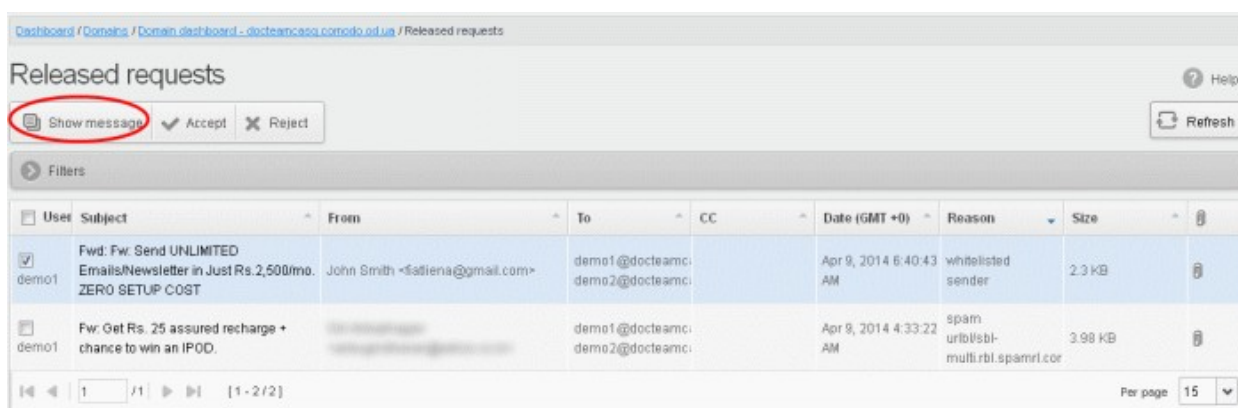 Dashboard / Domains / Domain dashboard - docteamcasg.comodo.od.ua / Released requests
Released requests
Help
Show message Accept Reject
Refresh
Filters
User Subject From To CC Date (GMT +0) Reason Size
demo1
Fwd: Fw: Send UNLIMITED
Emails/Newsletter in Just Rs.2,500/mo.
ZERO SETUP COST
John Smith <fiatliena@gmail.com>
demo1@docteamc
demo2@docteamc
Apr 9, 2014 6:40:43
AM
whitelisted
sender
2.3 KB
demo1
Fw: Get Rs. 25 assured recharge +
chance to win an IPOD.
demo1@docteamc
demo2@docteamc
Apr 9, 2014 4:33:22
AM
spam
urlbl/sbl-
multi.rbl.spamrl.cor
3.98 KB
1 /1 [1 - 2 / 2]
Per page 15